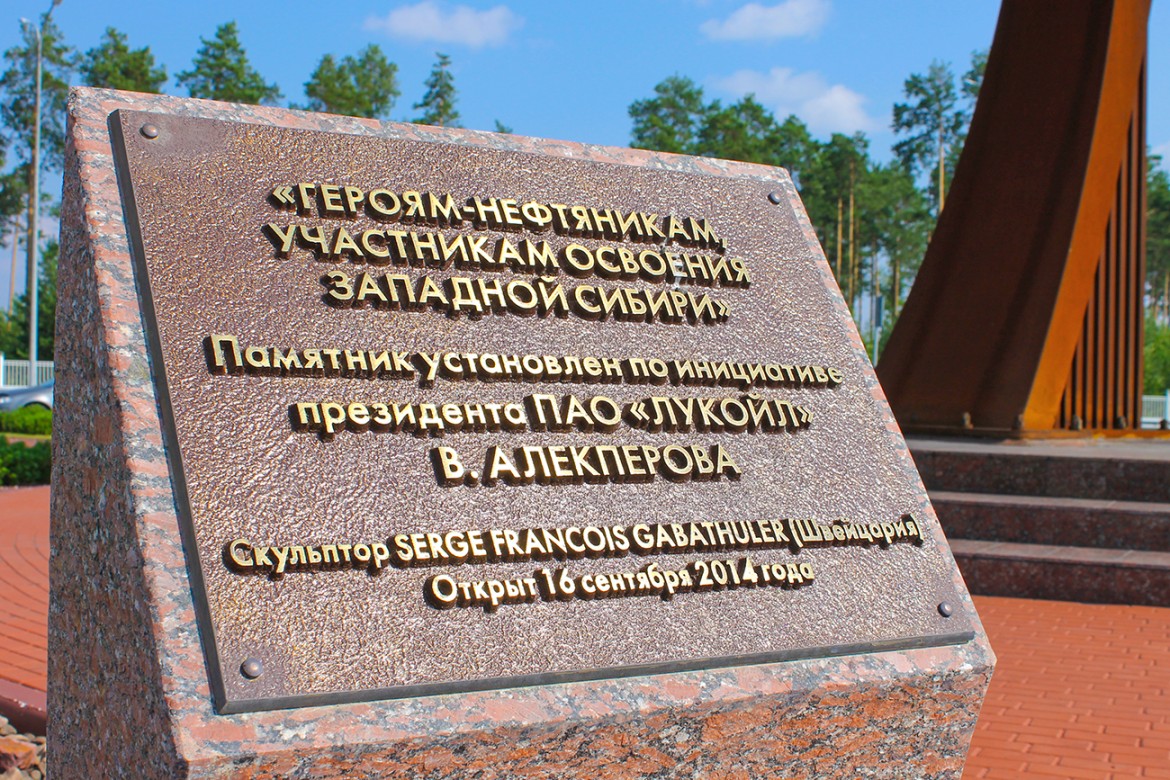 «ГЕРОЯМ-НЕФТЯНИКАМ,
УЧАСТНИКАМ ОСВОЕНИЯ
ЗАПАДНОЙ СИБИРИ»
Памятник установлен по инициативе
президента ПАО «ЛУКОЙЛ»
В. АЛЕКПЕРОВА
Скульптор SERGE FRANCOIS GABATHULER (Швейцария)
Открыт 16 сентября 2014 года